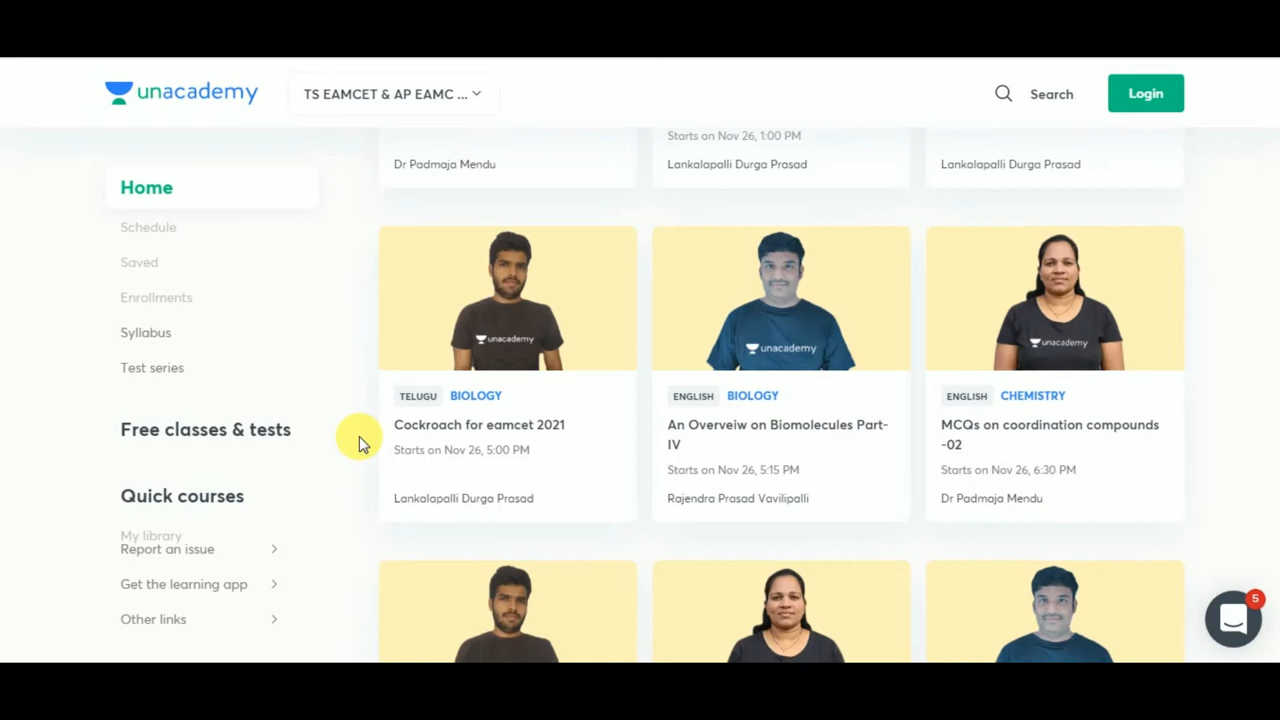 unacademy
TS EAMCET & AP EAMC ...
Search
Login
Starts on Nov 26, 1:00 PM
Dr Padmaja Mendu
Lankalapalli Durga Prasad
Lankalapalli Durga Prasad
Home
Schedule
Saved
Enrollments
Syllabus
Test series
Free classes & tests
Quick courses
My library
Report an issue
Get the learning app
Other links
unacademy
TELUGU BIOLOGY
Cockroach for eamcet 2021
Starts on Nov 26, 5:00 PM
Lankalapalli Durga Prasad
unacademy
ENGLISH BIOLOGY
An Overveiw on Biomolecules Part-
IV
Starts on Nov 26, 5:15 PM
Rajendra Prasad Vavilipalli
unacademy
ENGLISH CHEMISTRY
MCQs on coordination compounds
-02
Starts on Nov 26, 6:30 PM
Dr Padmaja Mendu
5